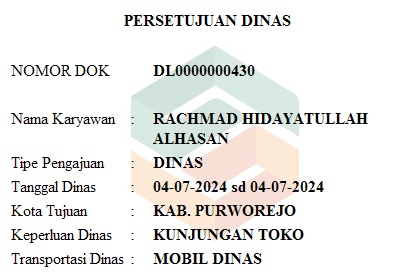 PERSETUJUAN DINAS
NOMOR DOK DL0000000430
Nama Karyawan : RACHMAD HIDAYATULLAH
ALHASAN
Tipe Pengajuan : DINAS
Tanggal Dinas : 04-07-2024 sd 04-07-2024
Kota Tujuan : KAB. PURWOREJO
Keperluan Dinas : KUNJUNGAN TOKO
Transportasi Dinas : MOBIL DINAS